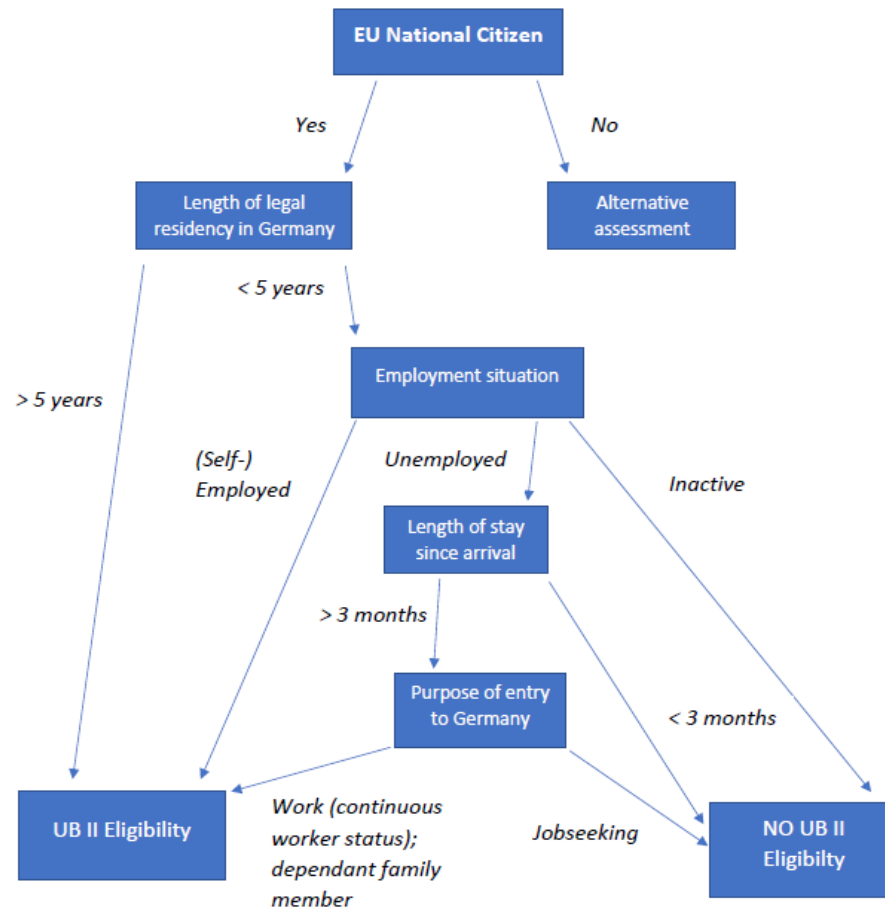 EU National Citizen
Yes
No
Length of legal
residency in Germany
Alternative
assessment
< 5 years
> 5 years
Employment situation
(Self-)
Employed
Unemployed
Inactive
Length of stay
since arrival
> 3 months
Purpose of entry
to Germany
< 3 months
UB II Eligibility
Work (continuous
worker status);
dependant family
member
Jobseeking
NO UB II
Eligibilty